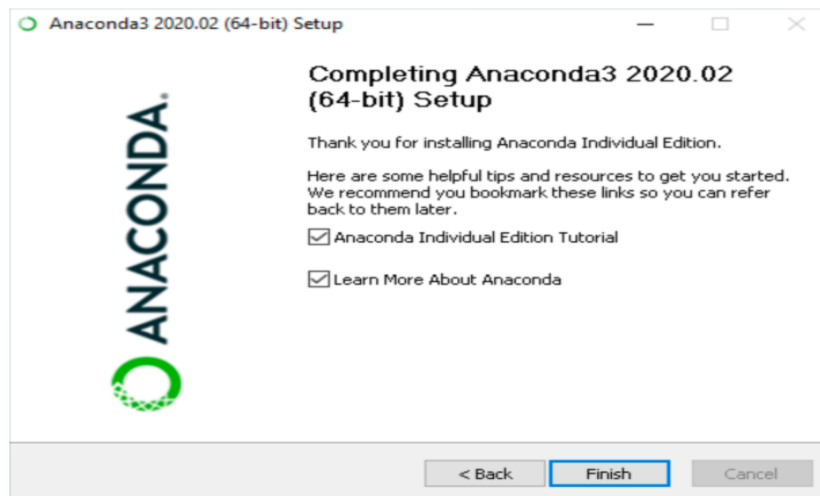 Anaconda3 2020.02 (64-bit) Setup
Completing Anaconda3 2020.02
(64-bit) Setup
Thank you for installing Anaconda Individual Edition.
Here are some helpful tips and resources to get you started.
We recommend you bookmark these links so you can refer
back to them later.
Anaconda Individual Edition Tutorial
Learn More About Anaconda
ANACONDA.
< Back
Finish
Cancel